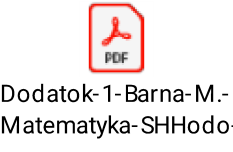 PDF
Dodatok-1-Barna-M.-
Matematyka-SHHodo-